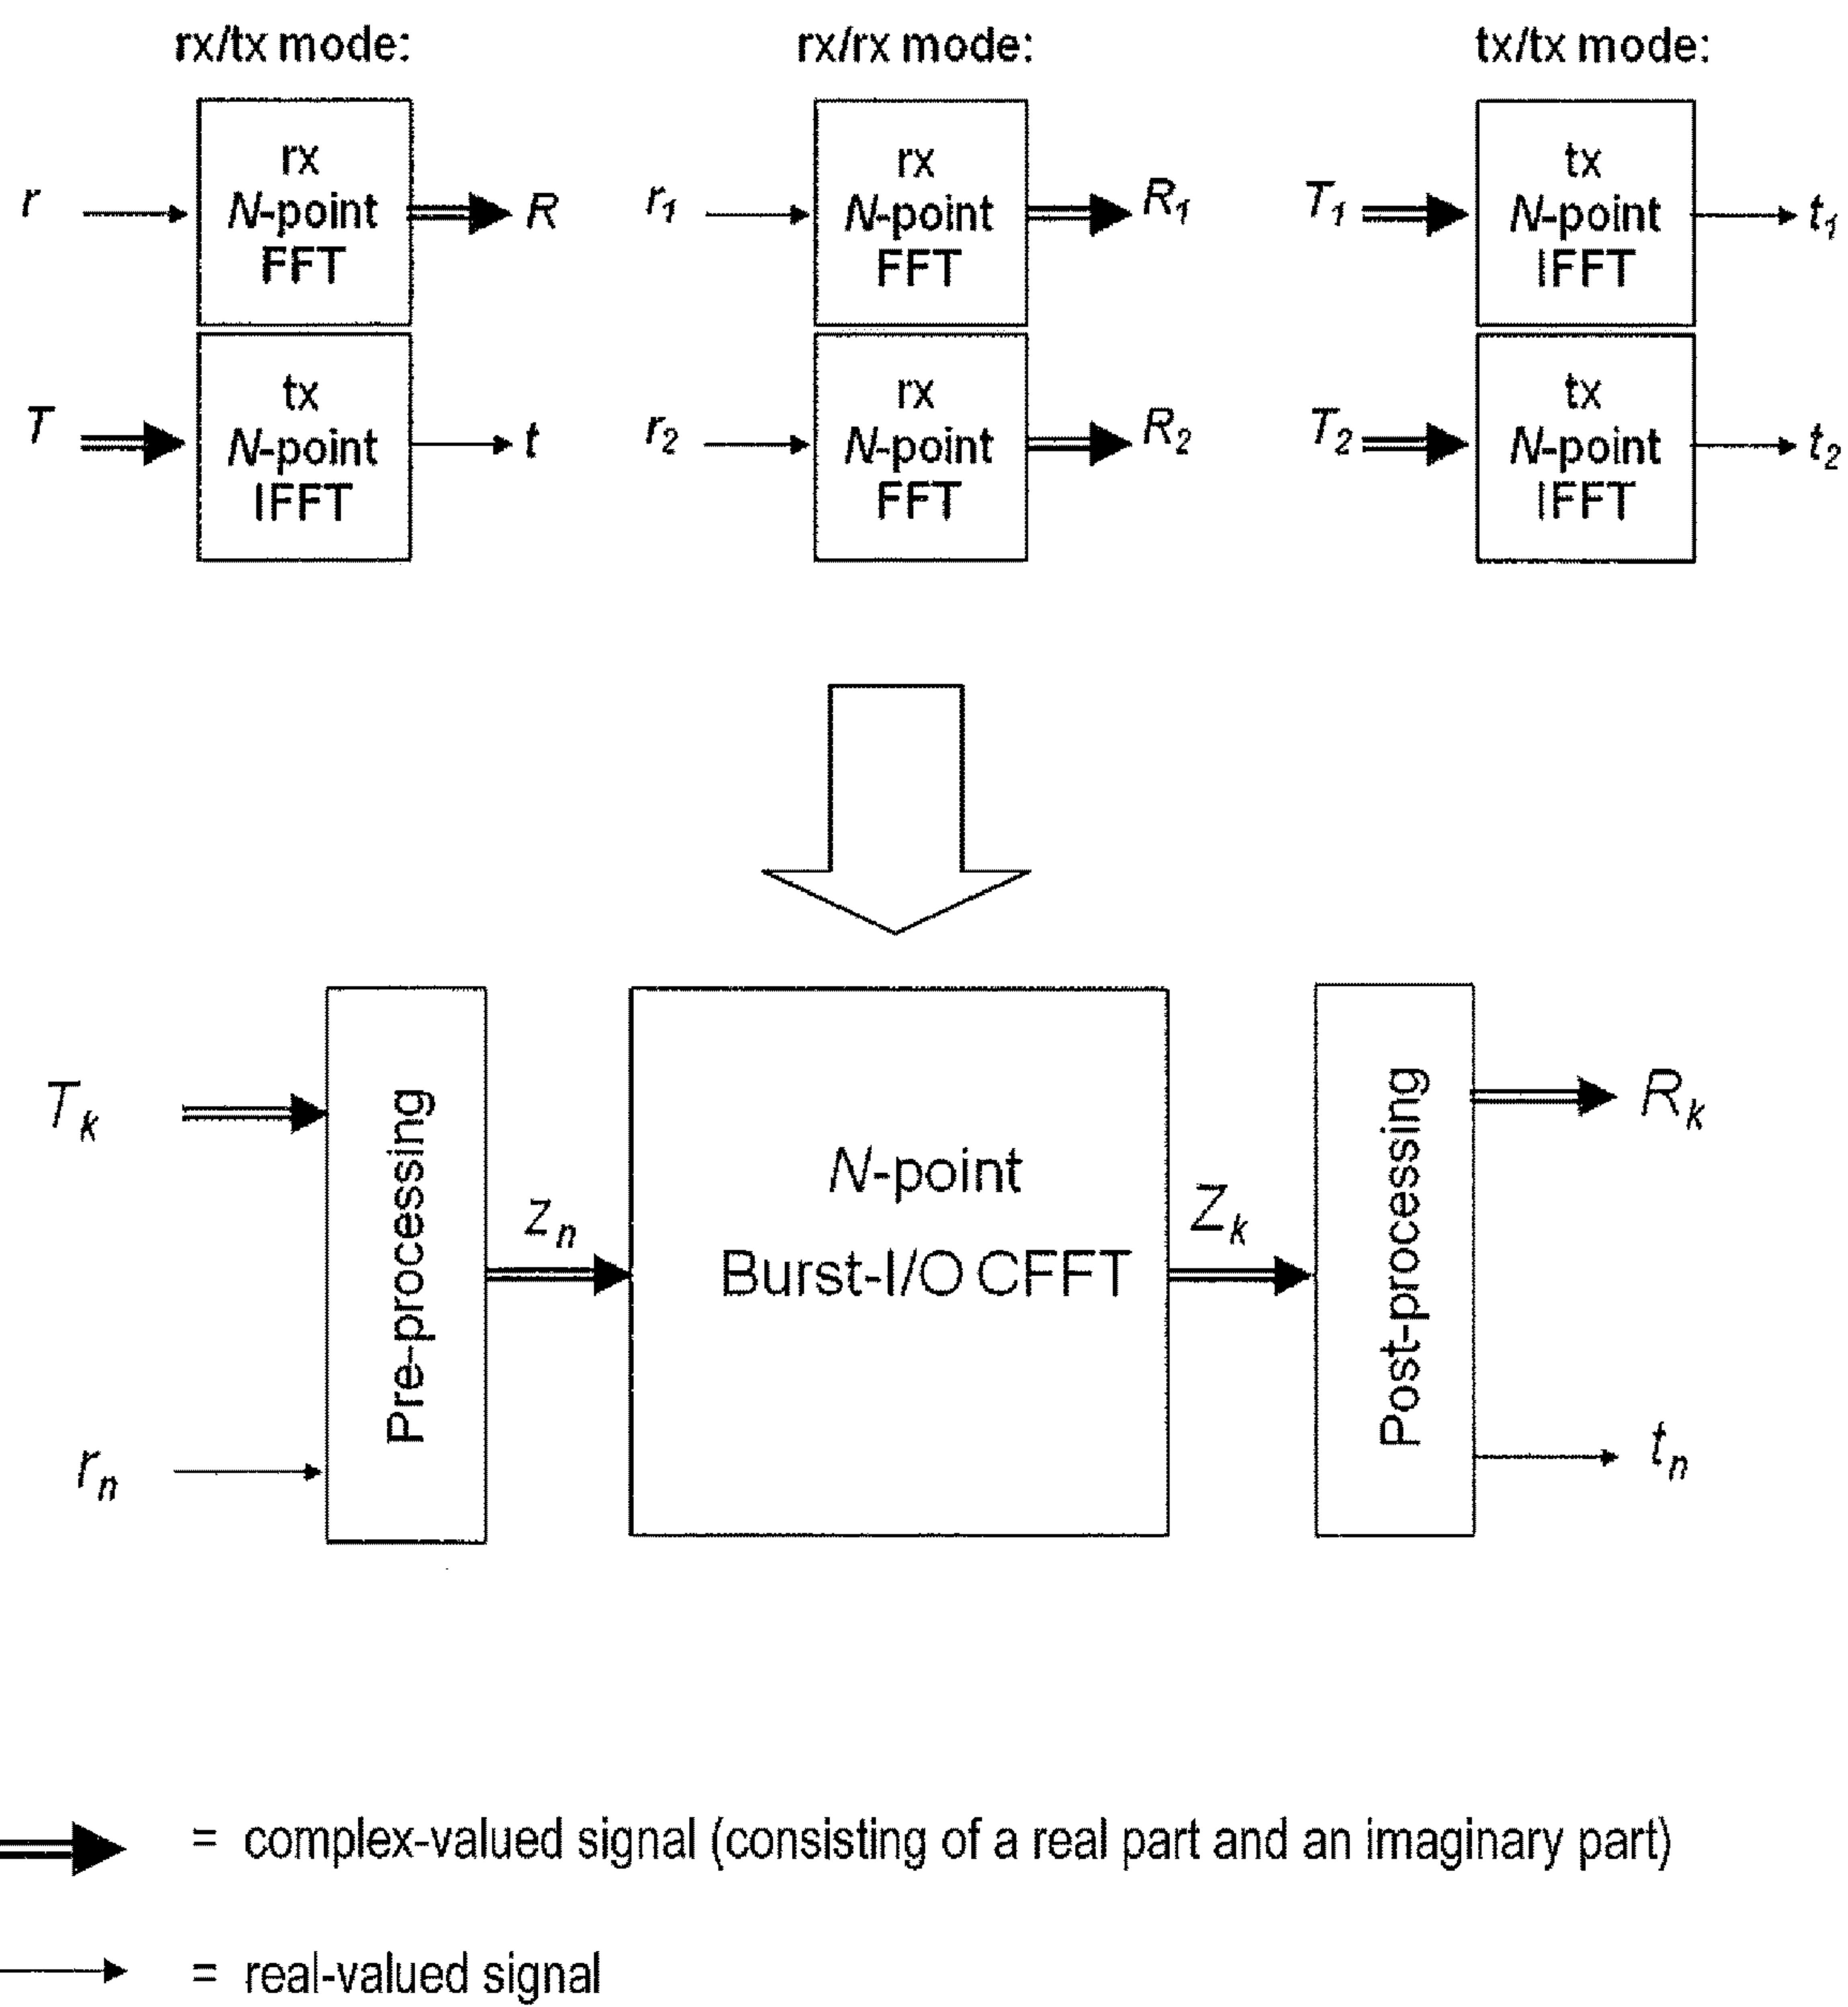 rx/tx mode:
rx/rx mode:
tx/tx mode:
r
rx
N-point
FFT
R
T
tx
N-point
IFFT
t
r1
rx
N-point
FFT
R1
r2
rx
N-point
FFT
R2
T1
tx
N-point
IFFT
t1
T2
tx
N-point
IFFT
t2
Tk
rn
Pre-processing
zn
N-point
Burst-I/O CFFT
Zk
Post-processing
Rk
tn
= complex-valued signal (consisting of a real part and an imaginary part)
= real-valued signal